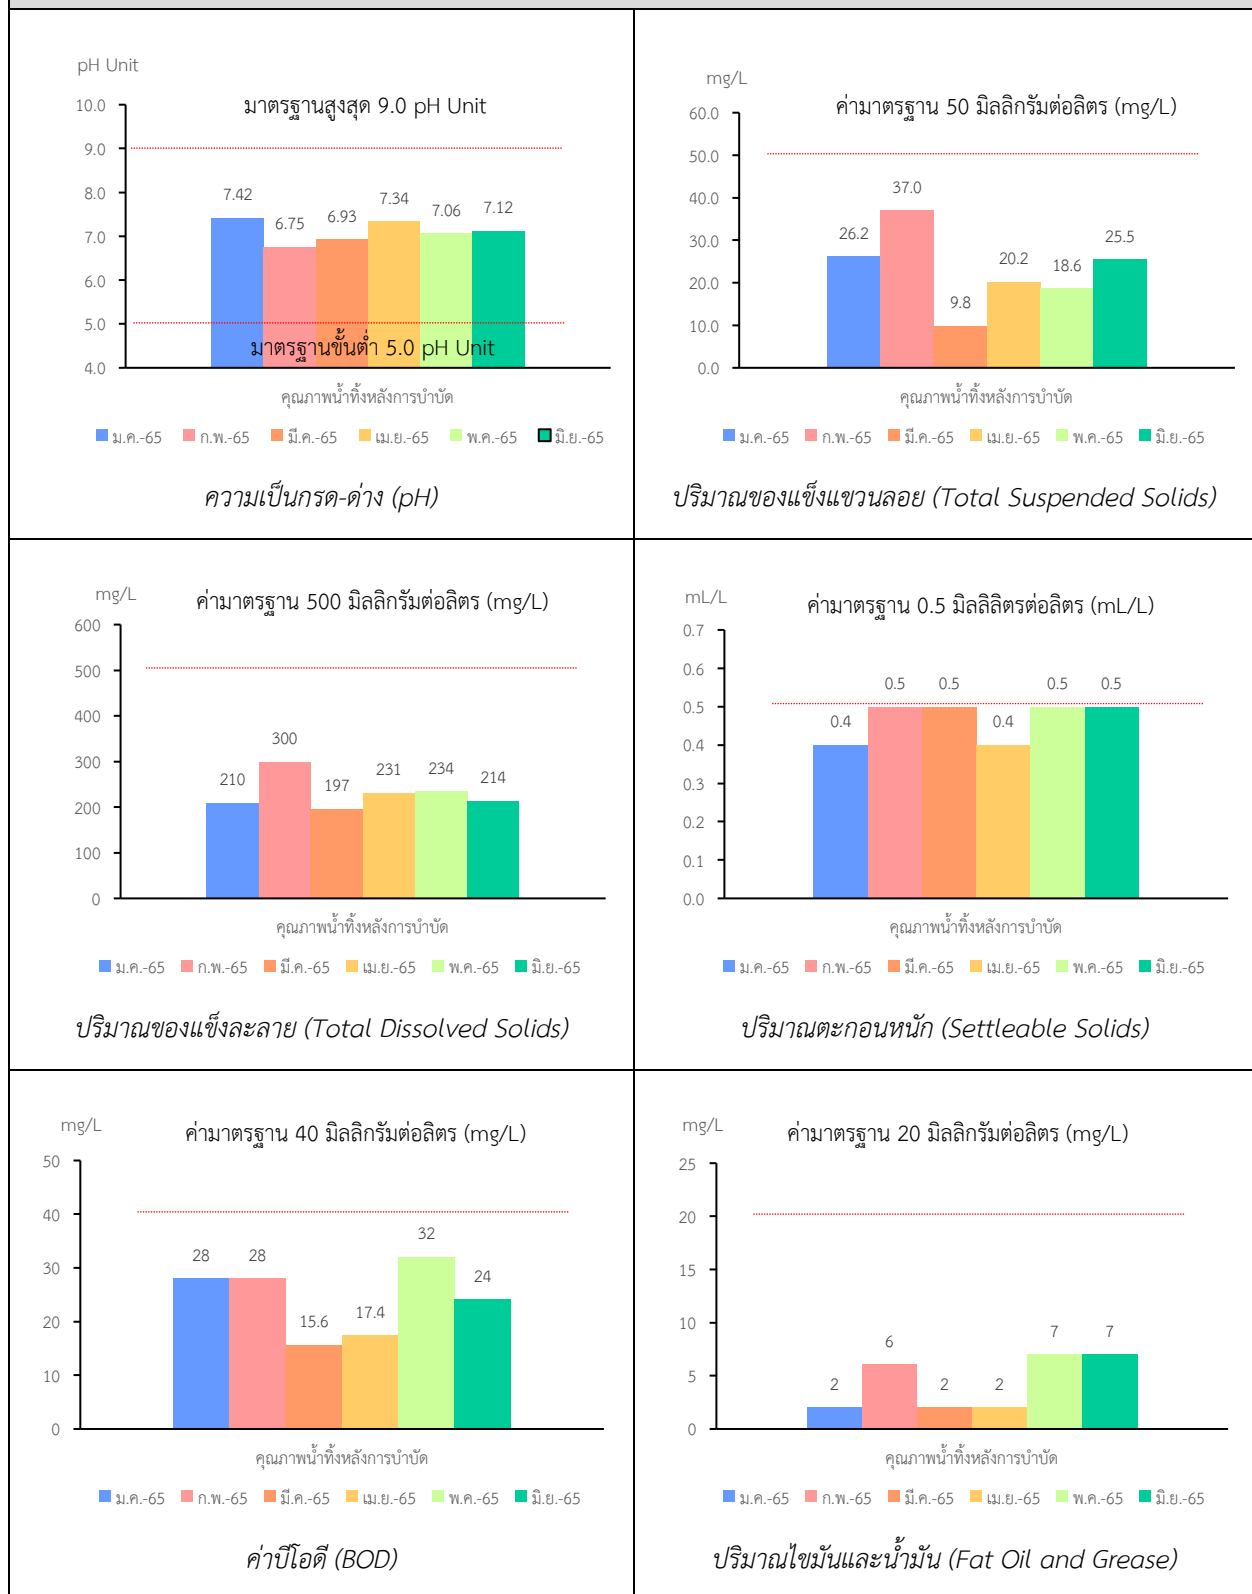 pH Unit
มาตรฐานสูงสุด 9.0 pH Unit
10.0
9.0
8.0
7.0
6.0
5.0
4.0
7.42
6.75
6.93
7.34
7.06
7.12
มาตรฐานขั้นต่ำ 5.0 pH Unit
คุณภาพน้ำทิ้งหลังการบำบัด
ม.ค.-65 ก.พ.-65 มี.ค.-65 เม.ย.-65 พ.ค.-65 มิ.ย.-65
ความเป็นกรด-ด่าง (pH)
mg/L
ค่ามาตรฐาน 50 มิลลิกรัมต่อลิตร (mg/L)
60.0
50.0
40.0
30.0
20.0
10.0
0.0
26.2
37.0
9.8
20.2
18.6
25.5
คุณภาพน้ำทิ้งหลังการบำบัด
ม.ค.-65 ก.พ.-65 มี.ค.-65 เม.ย.-65 พ.ค.-65 มิ.ย.-65
ปริมาณของแข็งแขวนลอย (Total Suspended Solids)
mg/L
ค่ามาตรฐาน 500 มิลลิกรัมต่อลิตร (mg/L)
600
500
400
300
200
100
0
210
300
197
231
234
214
คุณภาพน้ำทิ้งหลังการบำบัด
ม.ค.-65 ก.พ.-65 มี.ค.-65 เม.ย.-65 พ.ค.-65 มิ.ย.-65
ปริมาณของแข็งละลาย (Total Dissolved Solids)
mL/L
ค่ามาตรฐาน 0.5 มิลลิลิตรต่อลิตร (mL/L)
0.7
0.6
0.5
0.4
0.3
0.2
0.1
0.0
0.4
0.5
0.5
0.4
0.5
0.5
คุณภาพน้ำทิ้งหลังการบำบัด
ม.ค.-65 ก.พ.-65 มี.ค.-65 เม.ย.-65 พ.ค.-65 มิ.ย.-65
ปริมาณตะกอนหนัก (Settleable Solids)
mg/L
ค่ามาตรฐาน 40 มิลลิกรัมต่อลิตร (mg/L)
50
40
30
20
10
0
28
28
15.6
17.4
32
24
คุณภาพน้ำทิ้งหลังการบำบัด
ม.ค.-65 ก.พ.-65 มี.ค.-65 เม.ย.-65 พ.ค.-65 มิ.ย.-65
ค่าบีโอดี (BOD)
mg/L
ค่ามาตรฐาน 20 มิลลิกรัมต่อลิตร (mg/L)
25
20
15
10
5
0
2
6
2
2
7
7
คุณภาพน้ำทิ้งหลังการบำบัด
ม.ค.-65 ก.พ.-65 มี.ค.-65 เม.ย.-65 พ.ค.-65 มิ.ย.-65
ปริมาณไขมันและน้ำมัน (Fat Oil and Grease)